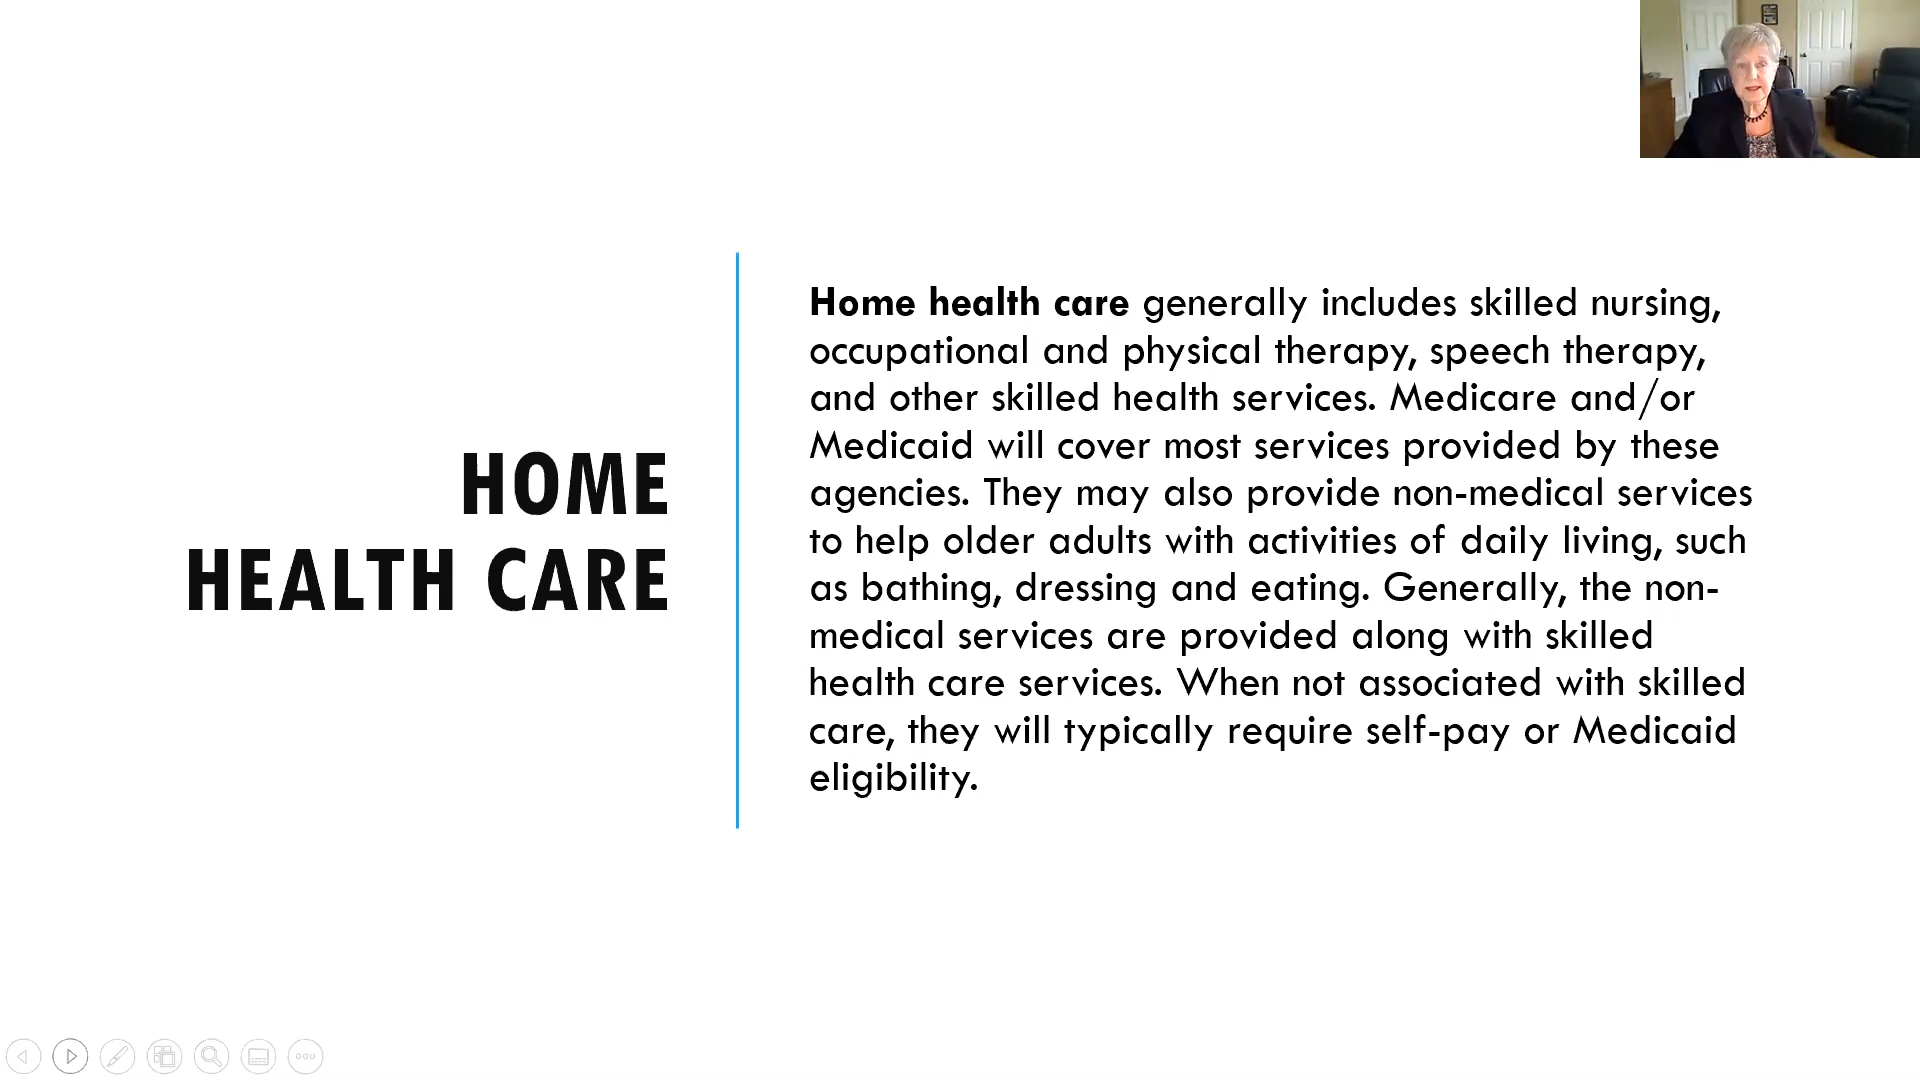 HOME
HEALTH CARE
Home health care generally includes skilled nursing,
occupational and physical therapy, speech therapy,
and other skilled health services. Medicare and/or
Medicaid will cover most services provided by these
agencies. They may also provide non-medical services
to help older adults with activities of daily living, such
as bathing, dressing and eating. Generally, the non-
medical services are provided along with skilled
health care services. When not associated with skilled
care, they will typically require self-pay or Medicaid
eligibility.